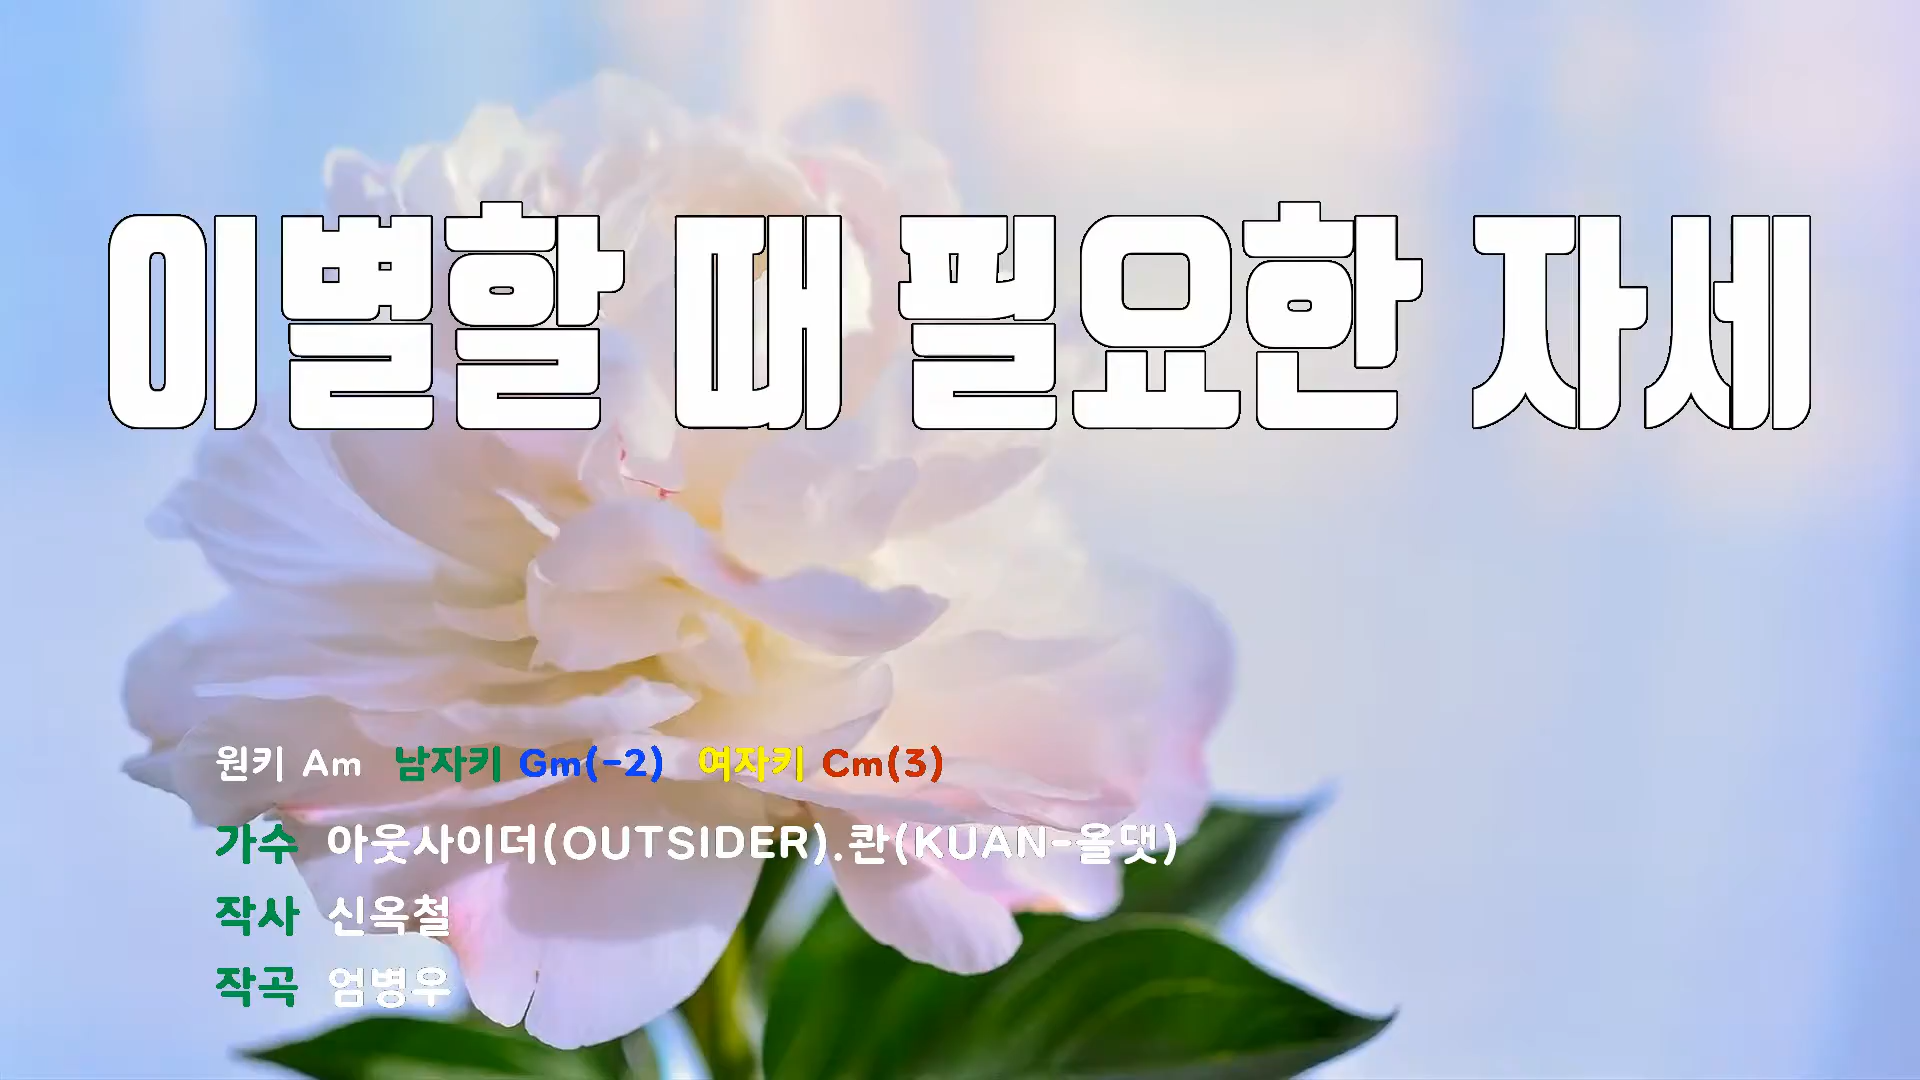 이별할 때 필요한 자세
원키 Am 남자키 Gm(-2) 여자키 Cm(3)
가수 아웃사이더(OUTSIDER).콴(KUAN-올댓)
작사 신옥철
작곡 엄병우